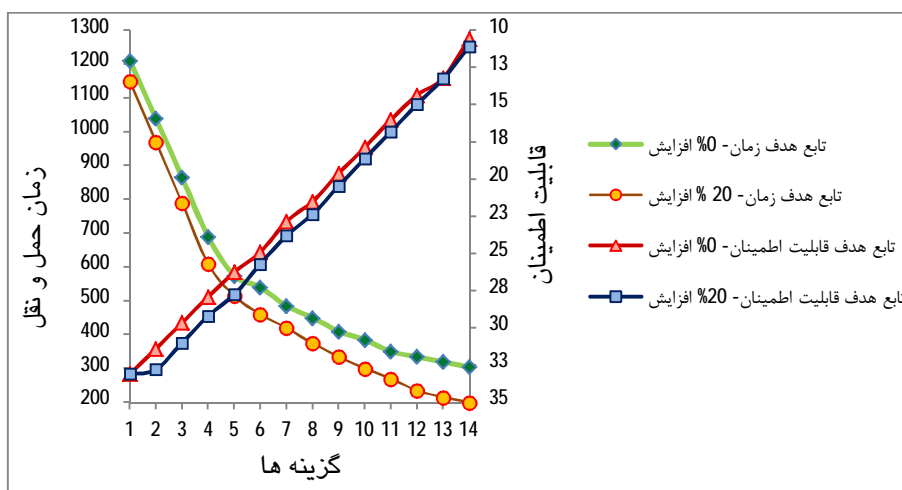 زمان حمل و نقل
1300
1200
1100
1000
900
800
700
600
500
400
300
200
1 2 3 4 5 6 7 8 9 10 11 12 13 14
گزینه ها
10
13
15
18
20
23
25
28
30
33
35
قابلیت اطمینان
تابع هدف زمان- 0% افزایش
تابع هدف زمان- 20 % افزایش
تابع هدف قابلیت اطمینان- 0% افزایش
تابع هدف قابلیت اطمینان- 20% افزایش